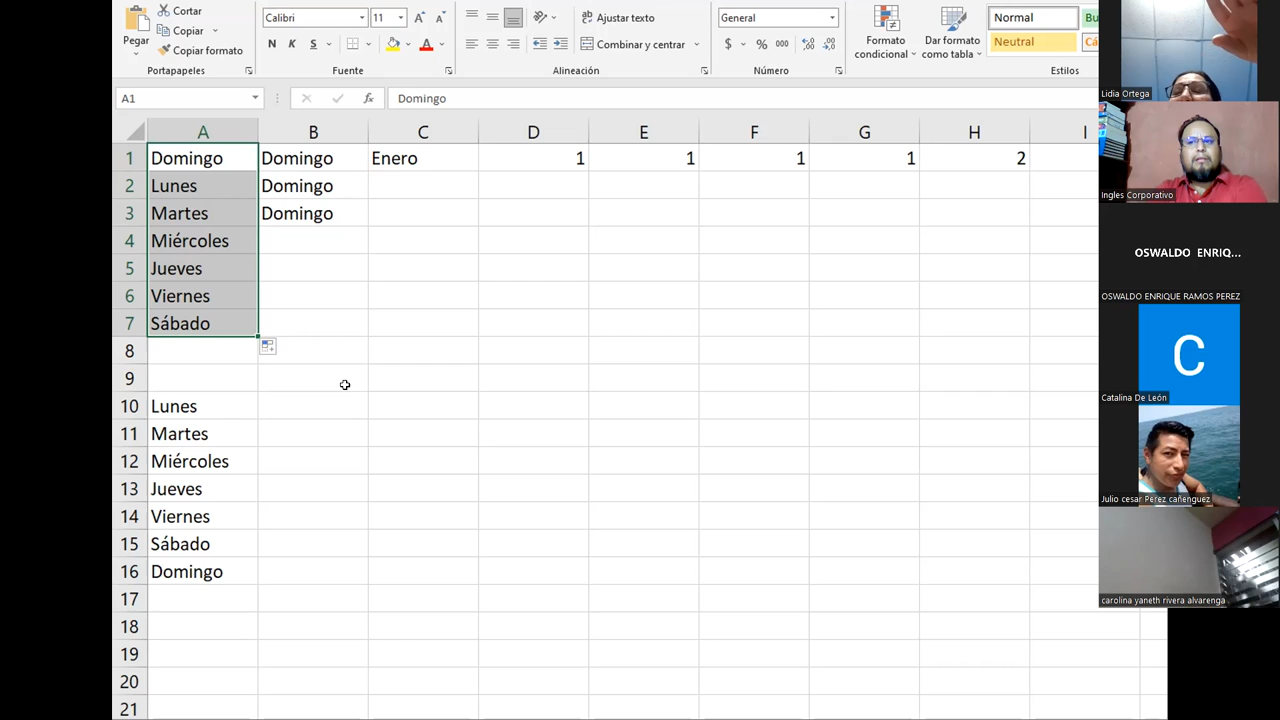 Cortar
Copiar
Copiar formato
Pegar
Portapapeles
Calibri
11
A
A
N
K
S
A
Fuente
Ajustar texto
Combinar y centrar
Alineación
General
$
%
000
Número
Formato
condicional
Dar formato
como tabla
Normal
Bu
Neutral
Cá
Estilos
A1
fx
Domingo
A B C D E F G H I
1 Domingo Domingo Enero 1 1 1 1 2
2 Lunes Domingo
3 Martes Domingo
4 Miércoles
5 Jueves
6 Viernes
7 Sábado
8
9
10 Lunes
11 Martes
12 Miércoles
13 Jueves
14 Viernes
15 Sábado
16 Domingo
17
18
19
20
21
Lidia Ortega
Ingles Corporativo
OSWALDO ENRIQ...
OSWALDO ENRIQUE RAMOS PEREZ
C
Catalina De León
Julio cesar Perez cañenguez
carolina yaneth rivera alvarenga